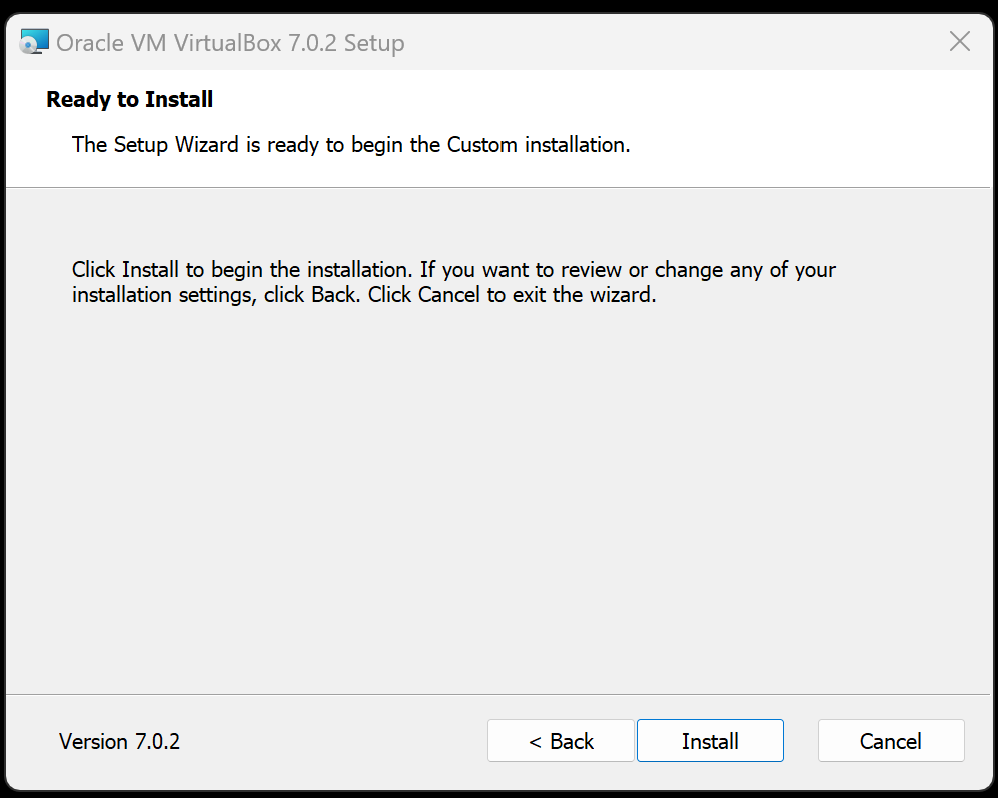 Oracle VM VirtualBox 7.0.2 Setup
Ready to Install
The Setup Wizard is ready to begin the Custom installation.
Click Install to begin the installation. If you want to review or change any of your
installation settings, click Back. Click Cancel to exit the wizard.
Version 7.0.2
< Back
Install
Cancel